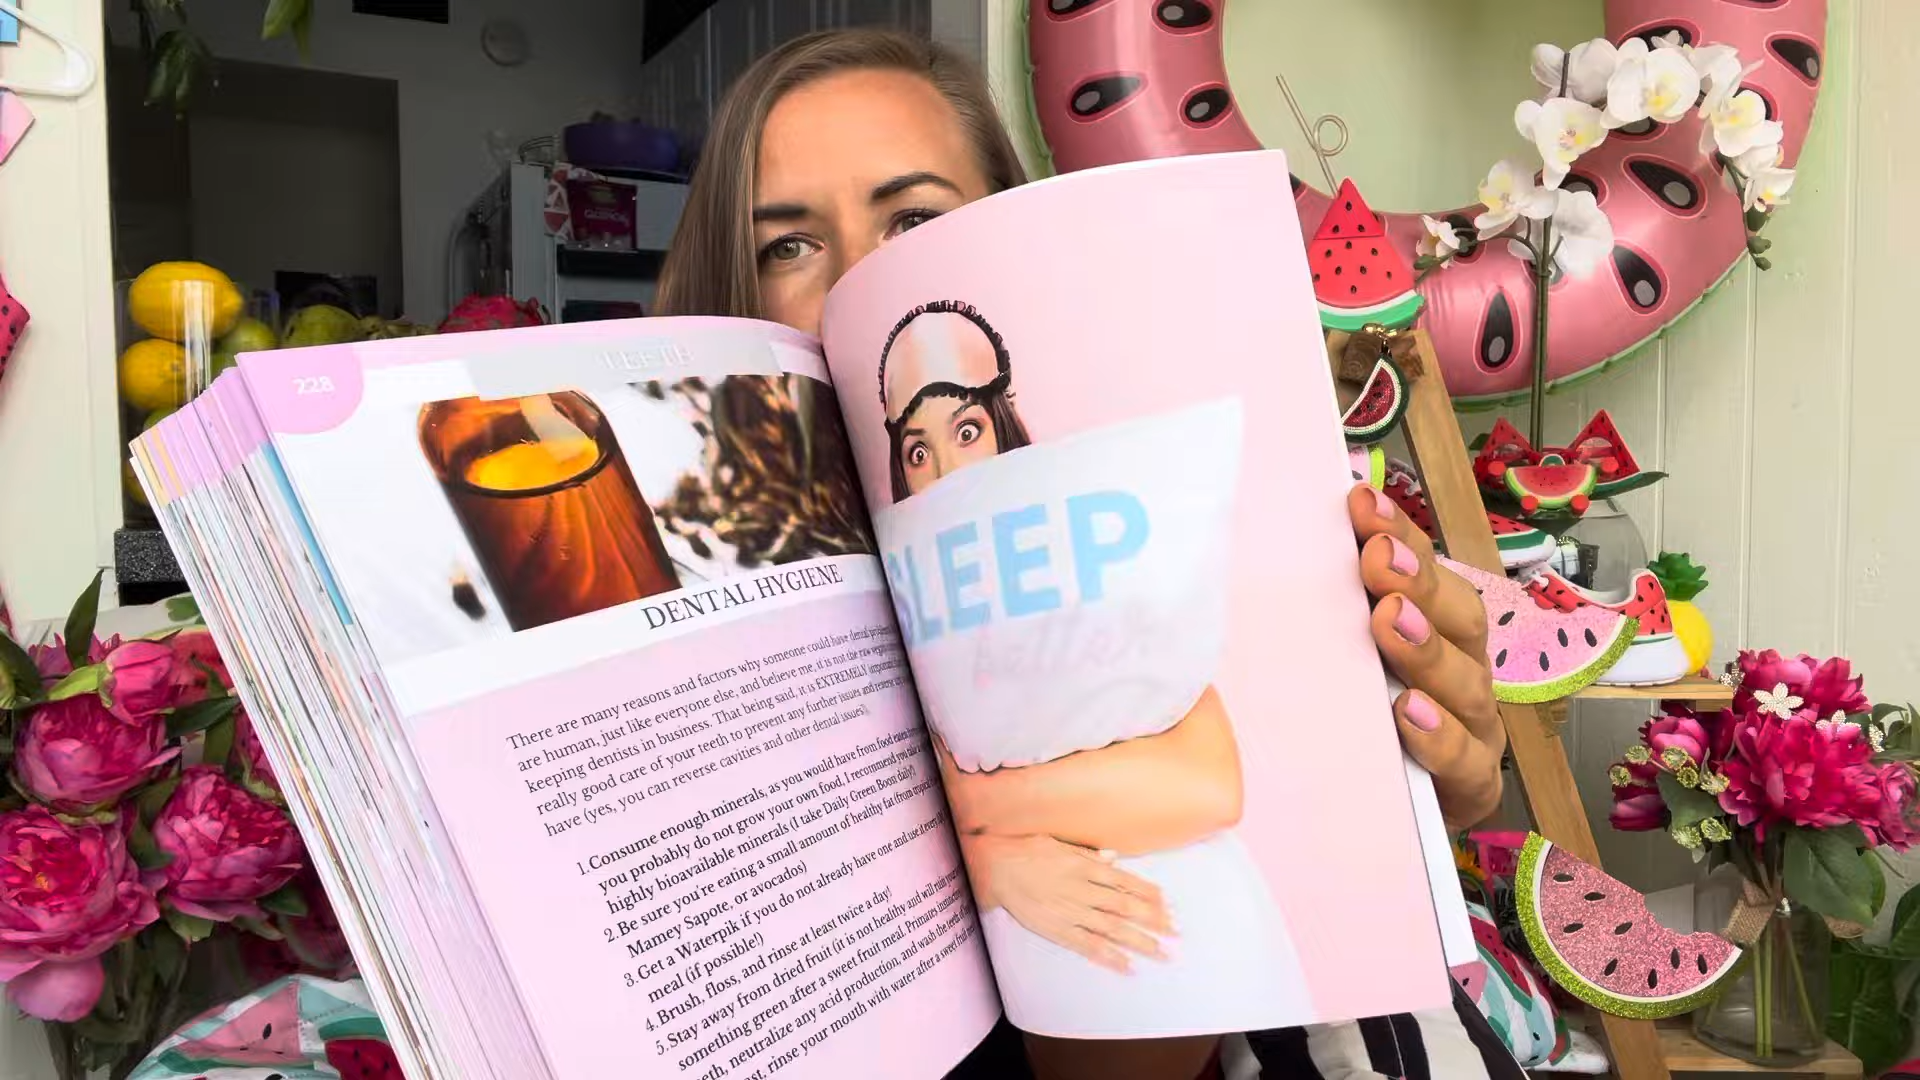 228
TEETH
DENTAL HYGIENE
There are many reasons and factors why someone could have dental
are human, just like everyone else, and believe me, it is not the raw
keeping dentists in business. That being said, it is EXTREMELY important
really good care of your teeth to prevent any further issues and reverse
have (yes, you can reverse cavities and other dental issues!)
1.Consume enough minerals, as you would have from food
you probably do not grow your own food. I recommend you take a
highly bioavailable minerals (I take Daily Green Boost daily!)
2.Be sure you're eating a small amount of healthy fat (from tropical
Mamey Sapote, or avocados)
3.Get a Waterpik if you do not already have one and use it every
meal (if possible!)
4.Brush, floss, and rinse at least twice a day!
5.Stay away from dried fruit (it is not healthy and will ruin your
something green after a sweet fruit meal. Primates
neutralize any acid production, and wash the teeth
rinse your mouth with water after a sweet fruit
SLEEP
better